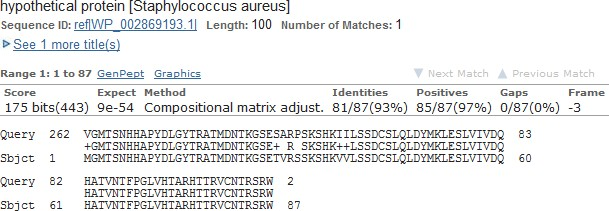 hypothetical protein [Staphylococcus aureus]
Sequence ID: ref|WP_002869193.1| Length: 100 Number of Matches: 1
See 1 more title(s)
Range 1: 1 to 87 GenPept Graphics Next Match Previous Match
Score Expect Method Identities Positives Gaps Frame
175 bits(443) 9e-54 Compositional matrix adjust. 81/87(93%) 85/87(97%) 0/87(0%) -3
Query 262 VGMTSNHHAPYDLGYTRATMDNTKGSESARPSKSHKIILSSDCSLQLDYMKLESLVIVDQ 83
+GMTSNHHAPYDLGYTRATMDNTKGSE+ R SKSHK++LSSDCSLQLDYMKLESLVIVDQ
Sbjct 1 MGMTSNHHAPYDLGYTRATMDNTKGSETVRSSKSHKVVLSSDCSLQLDYMKLESLVIVDQ 60
Query 82 HATVNTFPGLVHTARHTTRVCNTRSRW 2
HATVNTFPGLVHTARHTTRVCNTRSRW
Sbjct 61 HATVNTFPGLVHTARHTTRVCNTRSRW 87